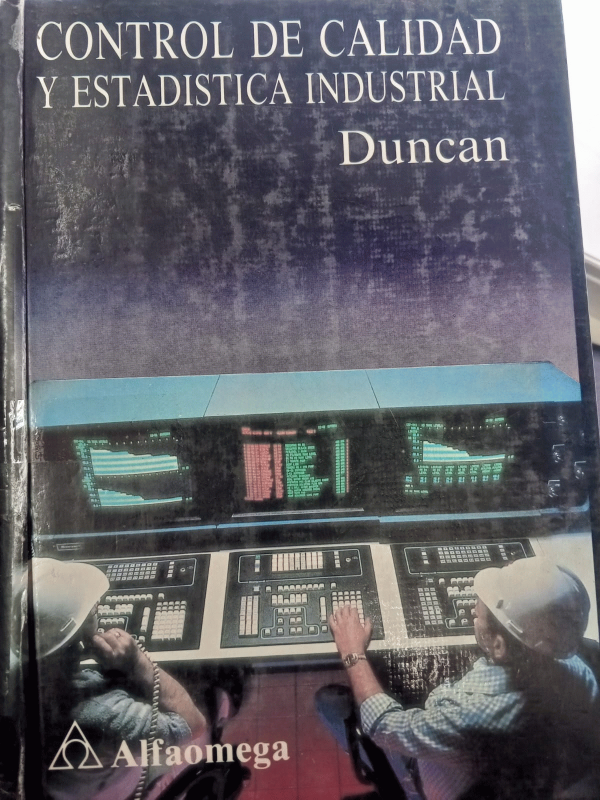 CONTROL DE CALIDAD
Y ESTADISTICA INDUSTRIAL
Duncan
Alfaomega